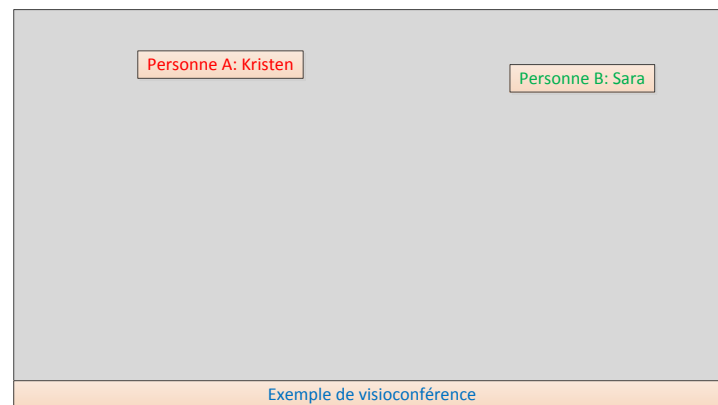 Personne A: Kristen
Personne B: Sara
Exemple de visioconférence